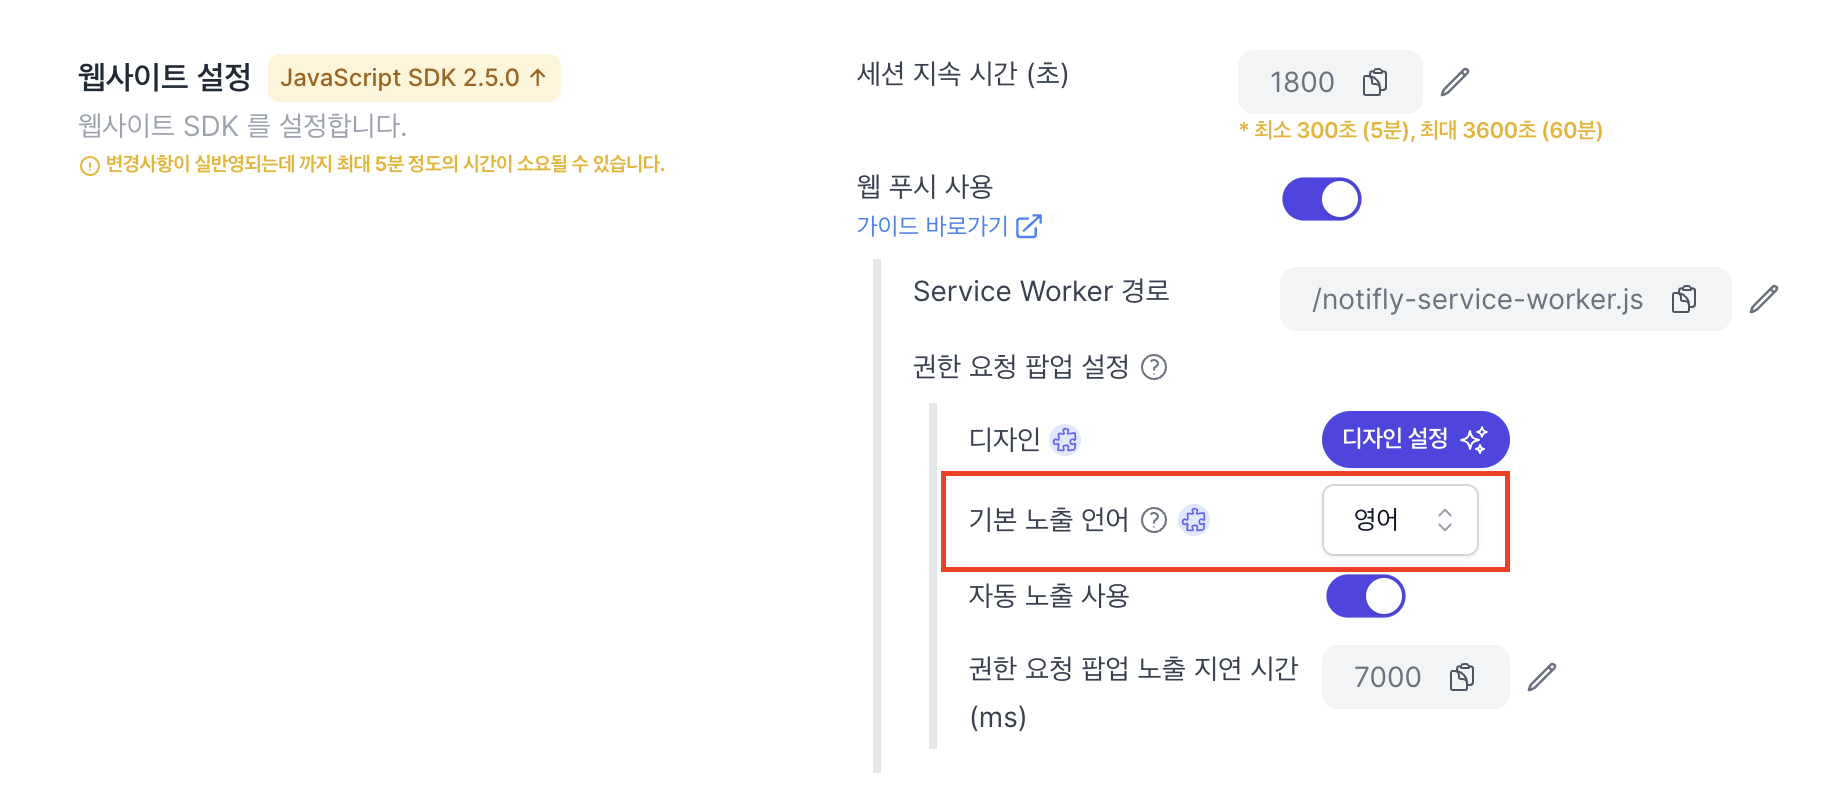 웹사이트 설정 JavaScript SDK 2.5.0 ↑
웹사이트 SDK 를 설정합니다.
변경사항이 실반영되는데 까지 최대 5분 정도의 시간이 소요될 수 있습니다.
세션 지속 시간 (초) 1800
* 최소 300초 (5분), 최대 3600초 (60분)
웹 푸시 사용
가이드 바로가기
Service Worker 경로 /notifly-service-worker.js
권한 요청 팝업 설정
디자인 디자인 설정
기본 노출 언어 영어
자동 노출 사용
권한 요청 팝업 노출 지연 시간 7000
(ms)